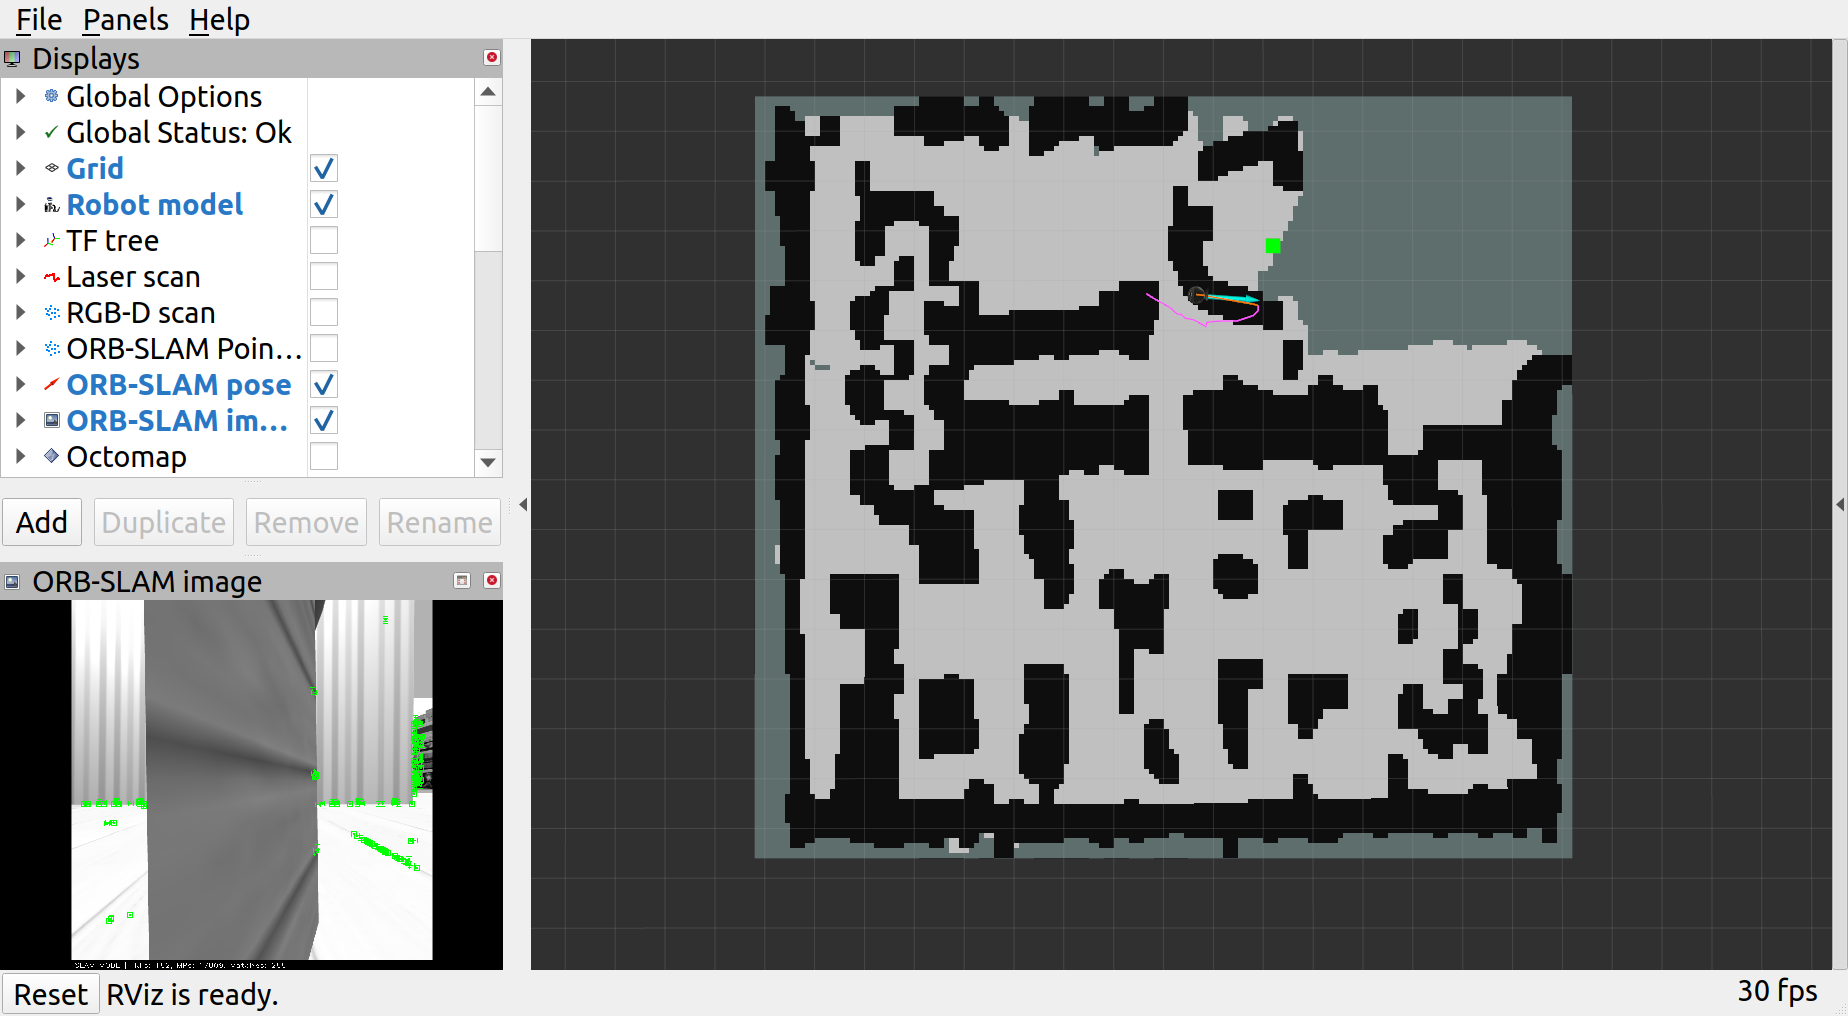 File Panels Help
Displays
Global Options
Global Status: Ok
Grid
Robot model
TF tree
Laser scan
RGB-D scan
ORB-SLAM Poin...
ORB-SLAM pose
ORB-SLAM im...
Octomap
Add Duplicate Remove Rename
ORB-SLAM image
SLAM MODE |
Reset RViz is ready.
30 fps